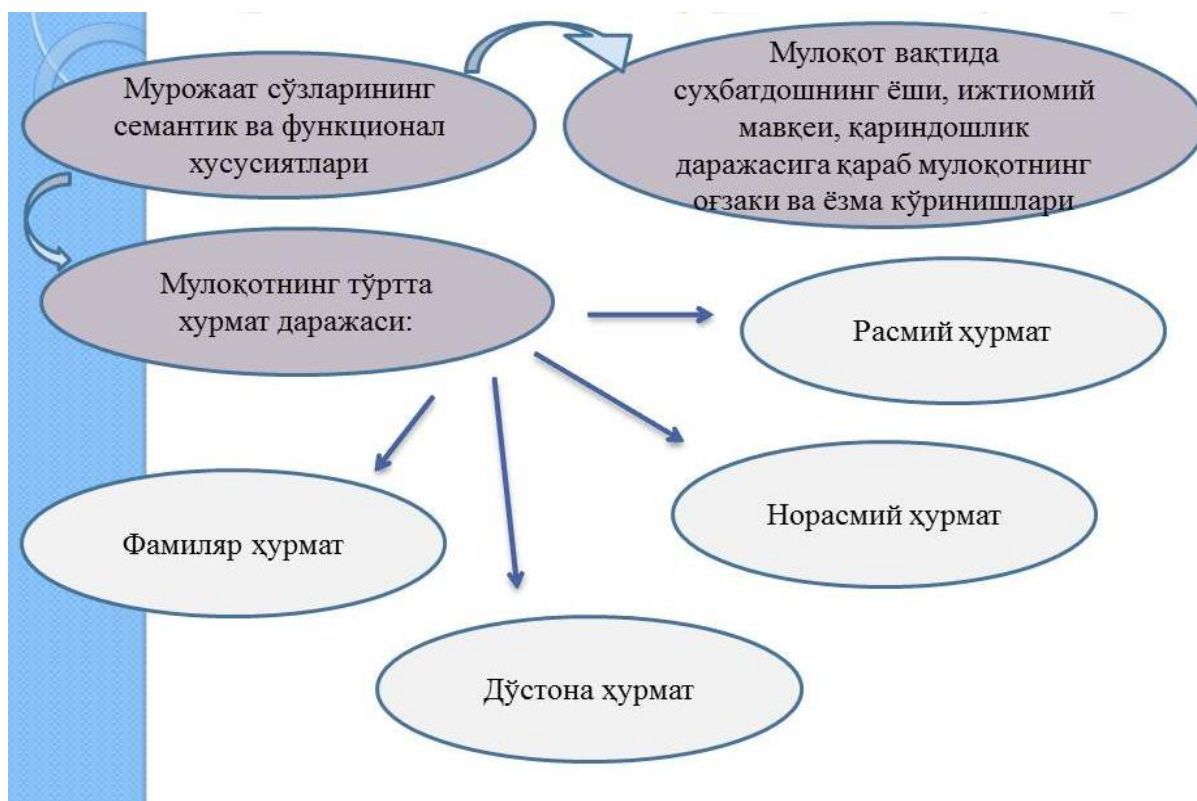 Мурожаат сўзларининг
семантик ва функционал
хусусиятлари
Мулоқот вақтида
суҳбатдошнинг ёши, ижтиомий
мавқеи, қариндошлик
даражасига қараб мулоқотнинг
оғзаки ва ёзма кўринишлари
Мулоқотнинг тўртта
ҳурмат даражаси:
Расмий ҳурмат
Норасмий ҳурмат
Фамиляр ҳурмат
Дўстона ҳурмат